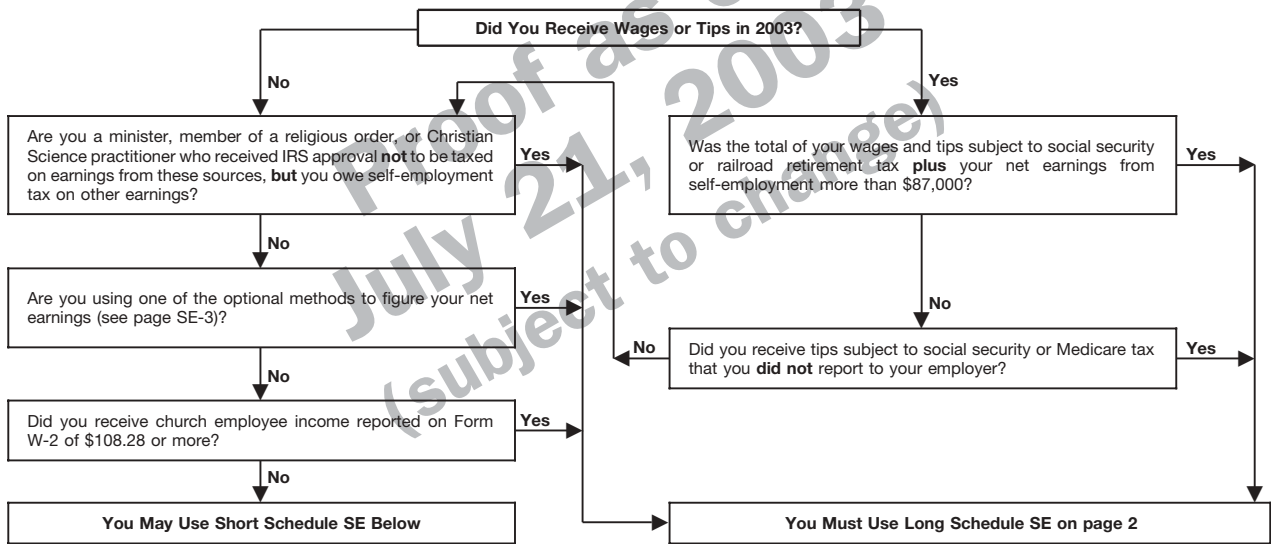 Did You Receive Wages or Tips in 2003?
No
Yes
Are you a minister, member of a religious order, or Christian
Science practitioner who received IRS approval not to be taxed
on earnings from these sources, but you owe self-employment
tax on other earnings?
Yes
Was the total of your wages and tips subject to social security
or railroad retirement tax plus your net earnings from
self-employment more than $87,000?
Yes
No
No
Are you using one of the optional methods to figure your net
earnings (see page SE-3)?
Yes
No
Did you receive tips subject to social security or Medicare tax
that you did not report to your employer?
Yes
No
Did you receive church employee income reported on Form
W-2 of $108.28 or more?
Yes
No
You May Use Short Schedule SE Below
You Must Use Long Schedule SE on page 2
Proof as
July 21, 2003
(subject to change)